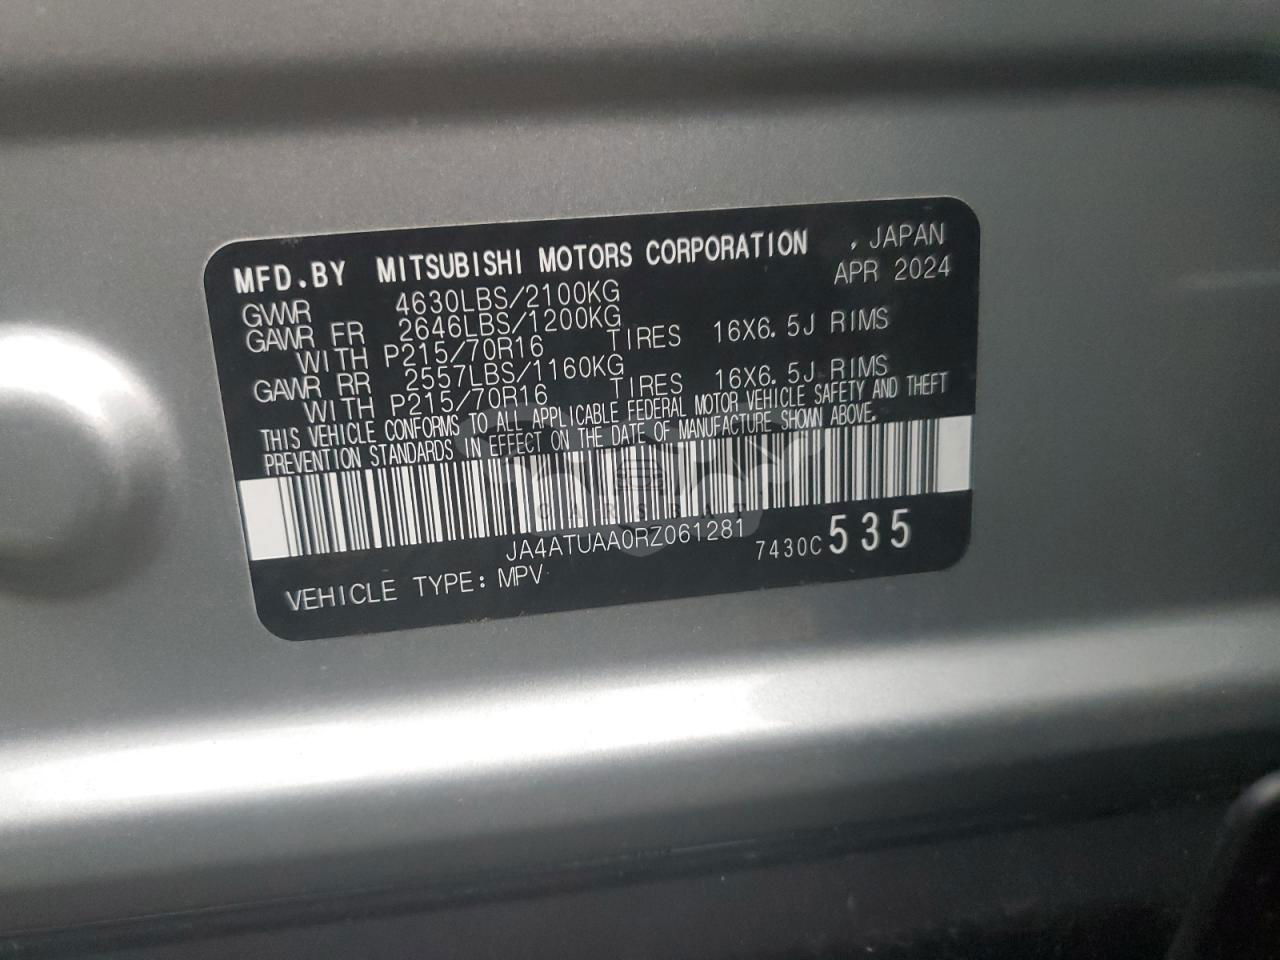 MFD.BY MITSUBISHI MOTORS CORPORATION , JAPAN
APR 2024
GVWR 4630LBS/2100KG
GAWR FR 2646LBS/1200KG
WITH P215/70R16 TIRES 16X6.5J RIMS
GAWR RR 2557LBS/1160KG
WITH P215/70R16 TIRES 16X6.5J RIMS
THIS VEHICLE CONFORMS TO ALL APPLICABLE FEDERAL MOTOR VEHICLE SAFETY AND THEFT
PREVENTION STANDARDS IN EFFECT ON THE DATE OF MANUFACTURE SHOWN ABOVE.
CARSBAT
JA4ATUAA0RZ061281
7430C 535
VEHICLE TYPE: MPV